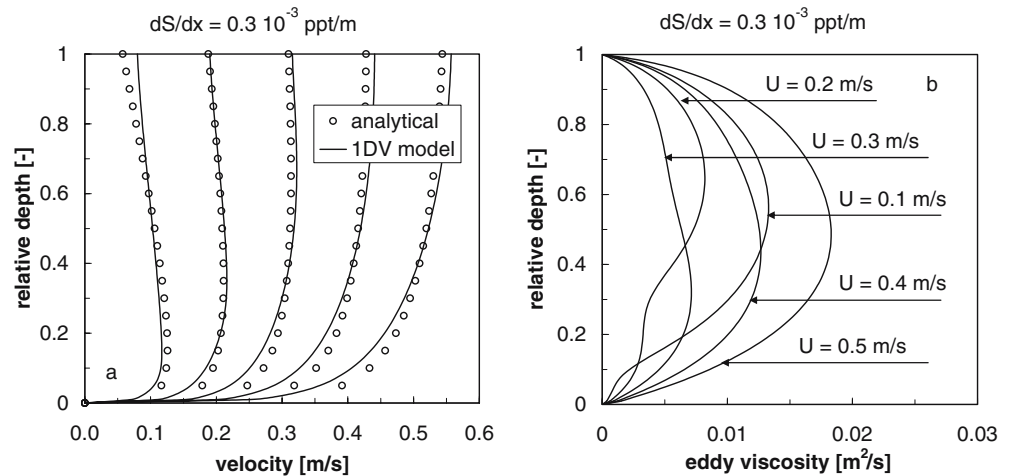 dS/dx = 0.3 10⁻³ ppt/m
1
0.8
0.6
0.4
0.2
0
relative depth [-]
analytical
1DV model
a
0.0 0.1 0.2 0.3 0.4 0.5 0.6
velocity [m/s]
dS/dx = 0.3 10⁻³ ppt/m
1
0.8
0.6
0.4
0.2
0
relative depth [-]
b
U = 0.2 m/s
U = 0.3 m/s
U = 0.1 m/s
U = 0.4 m/s
U = 0.5 m/s
0 0.01 0.02 0.03
eddy viscosity [m²/s]